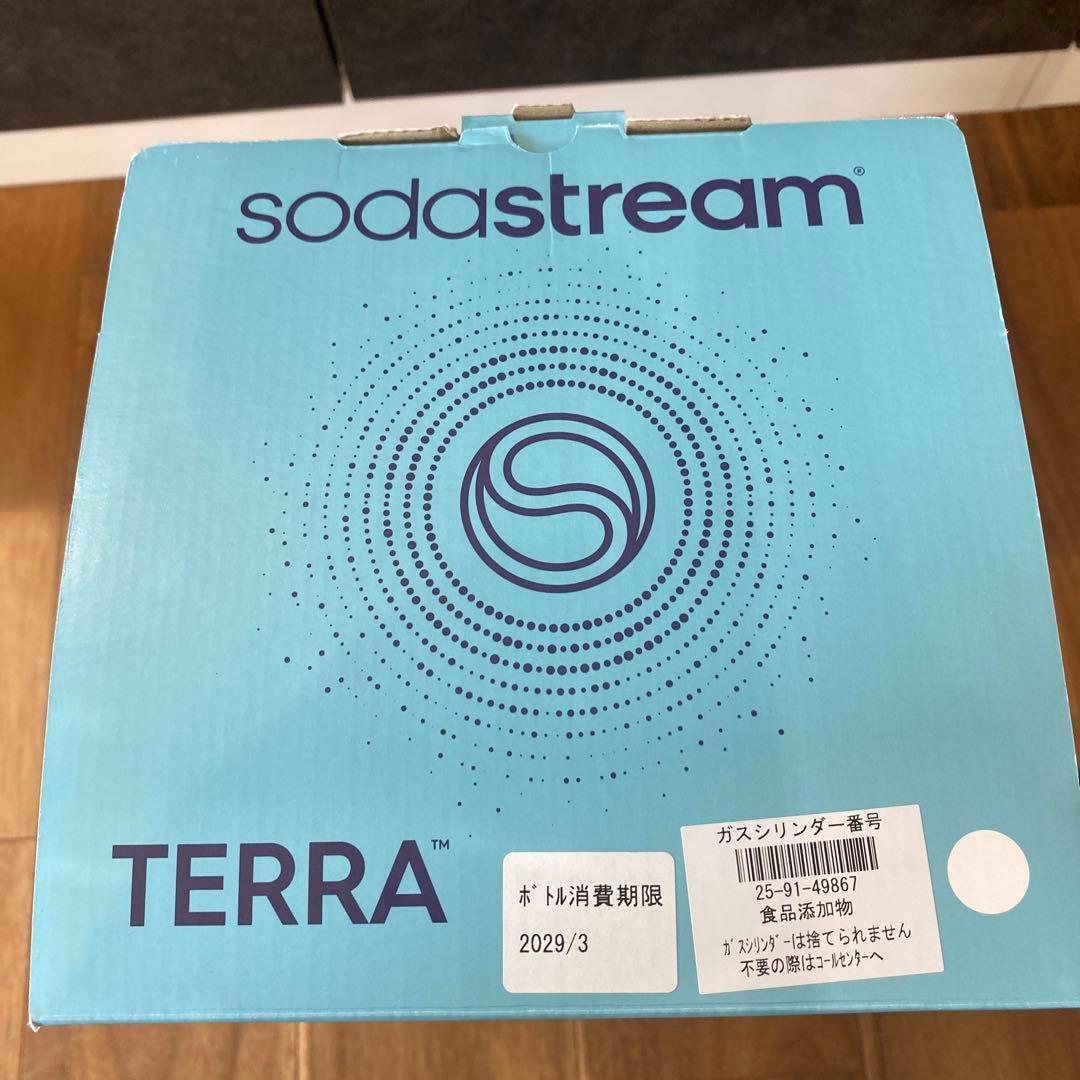 sodastream®
TERRA™
ﾎﾞﾄﾙ消費期限
2029/3
ガスシリンダー番号
25-91-49867
食品添加物
ｶﾞｽｼﾘﾝﾀﾞｰは捨てられません
不要の際はｺｰﾙｾﾝﾀｰへ